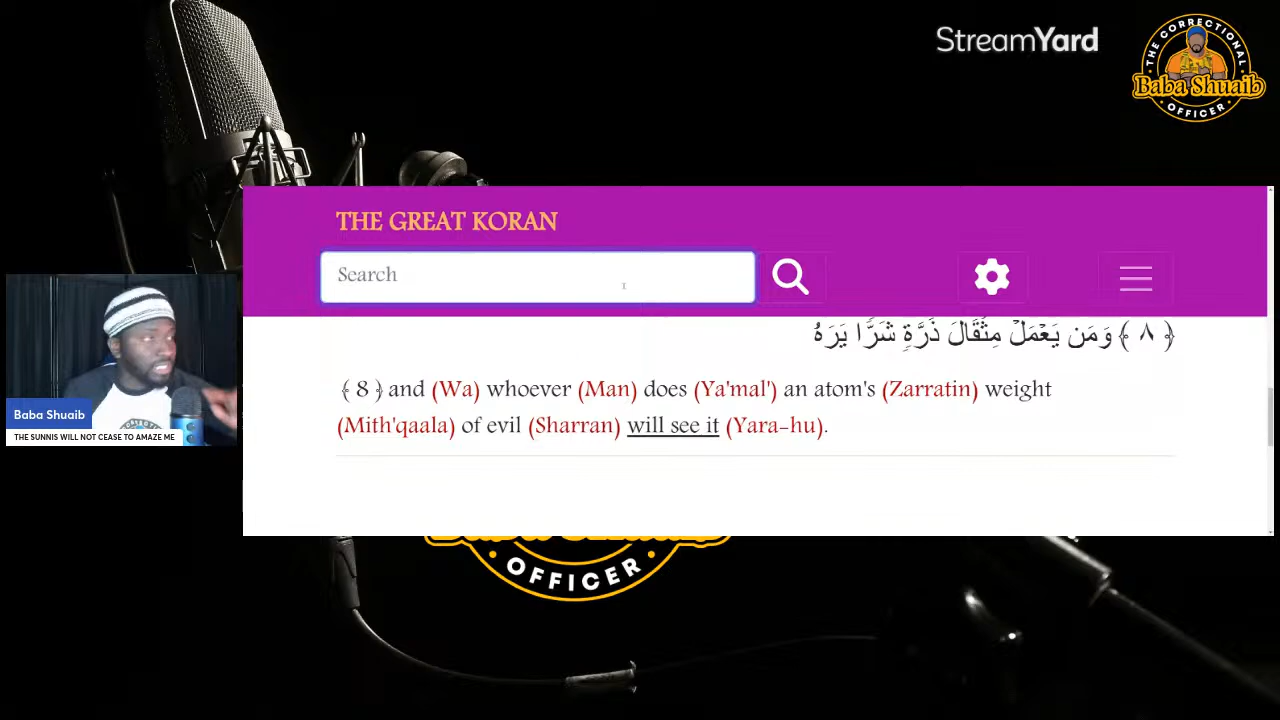 StreamYard
THE CORRECTIONAL
Baba Shuaib
OFFICER
THE GREAT KORAN
Search
﴿ ٨ ﴾ وَمَن يَعْمَلْ مِثْقَالَ ذَرَّةٍ شَرًّا يَرَهُ
﴾ 8 ﴿ and (Wa) whoever (Man) does (Ya'mal') an atom's (Zarratin) weight
(Mith'qaala) of evil (Sharran) will see it (Yara-hu).
Baba Shuaib
THE SUNNIS WILL NOT CEASE TO AMAZE ME
OFFICER